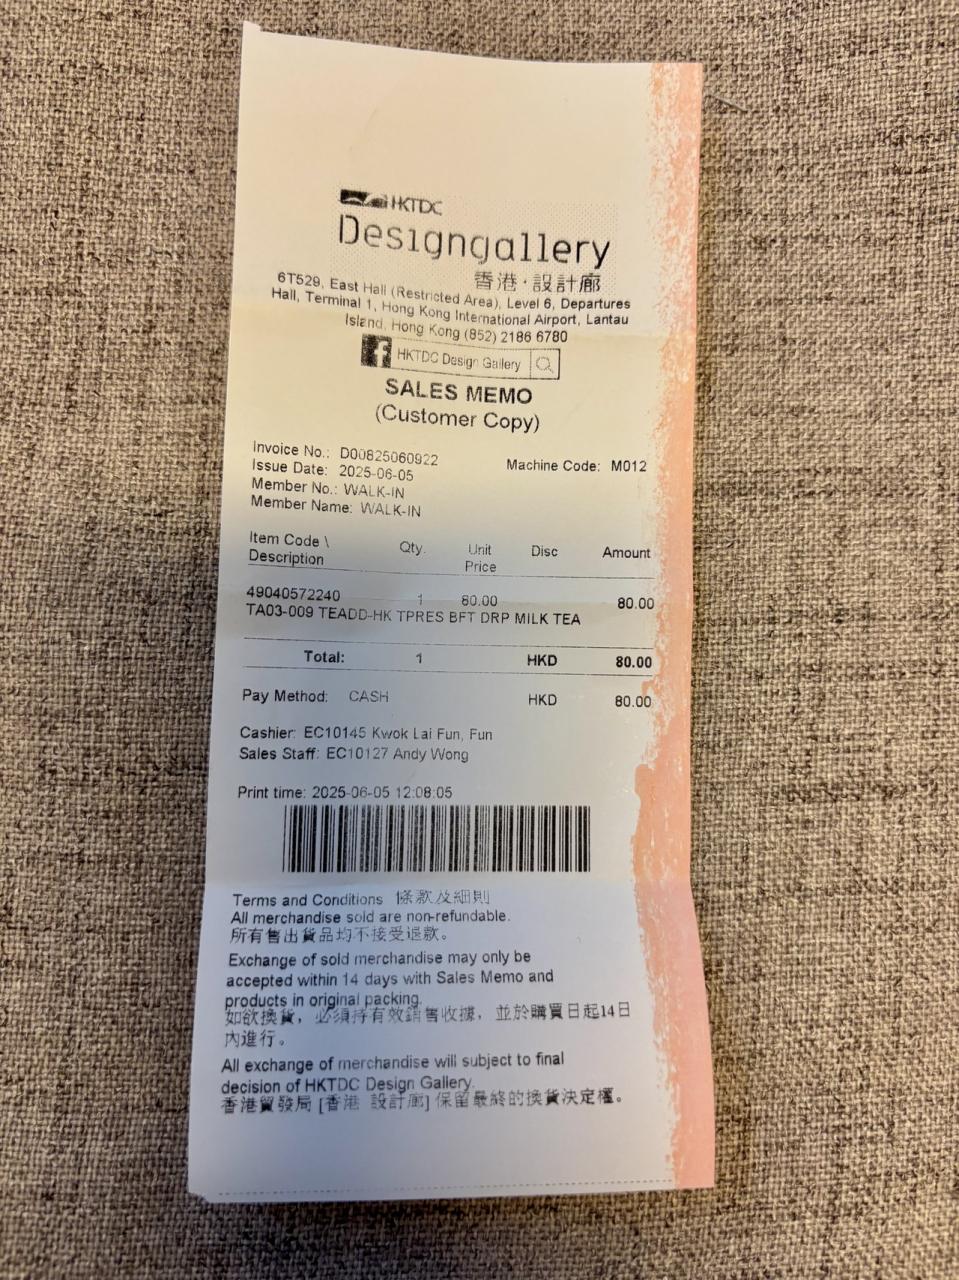 HKTDC
Designgallery
香港·設計廊
6T529, East Hall (Restricted Area), Level 6, Departures
Hall, Terminal 1, Hong Kong International Airport, Lantau
Island, Hong Kong (852) 2186 6780
f HKTDC Design Gallery
SALES MEMO
(Customer Copy)
Invoice No.: D00825060922 Machine Code: M012
Issue Date: 2025-06-05
Member No.: WALK-IN
Member Name: WALK-IN
Item Code \ Qty. Unit Disc Amount
Description Price
49040572240 1 80.00 80.00
TA03-009 TEADD-HK TPRES BFT DRP MILK TEA
Total: 1 HKD 80.00
Pay Method: CASH HKD 80.00
Cashier: EC10145 Kwok Lai Fun, Fun
Sales Staff: EC10127 Andy Wong
Print time: 2025-06-05 12:08:05
Terms and Conditions 條款及細則
All merchandise sold are non-refundable.
所有售出貨品均不接受退款。
Exchange of sold merchandise may only be
accepted within 14 days with Sales Memo and
products in original packing.
如欲換貨，必須持有效銷售收據，並於購買日起14日
內進行。
All exchange of merchandise will subject to final
decision of HKTDC Design Gallery.
香港貿發局 [香港 設計廊] 保留最終的換貨決定權。